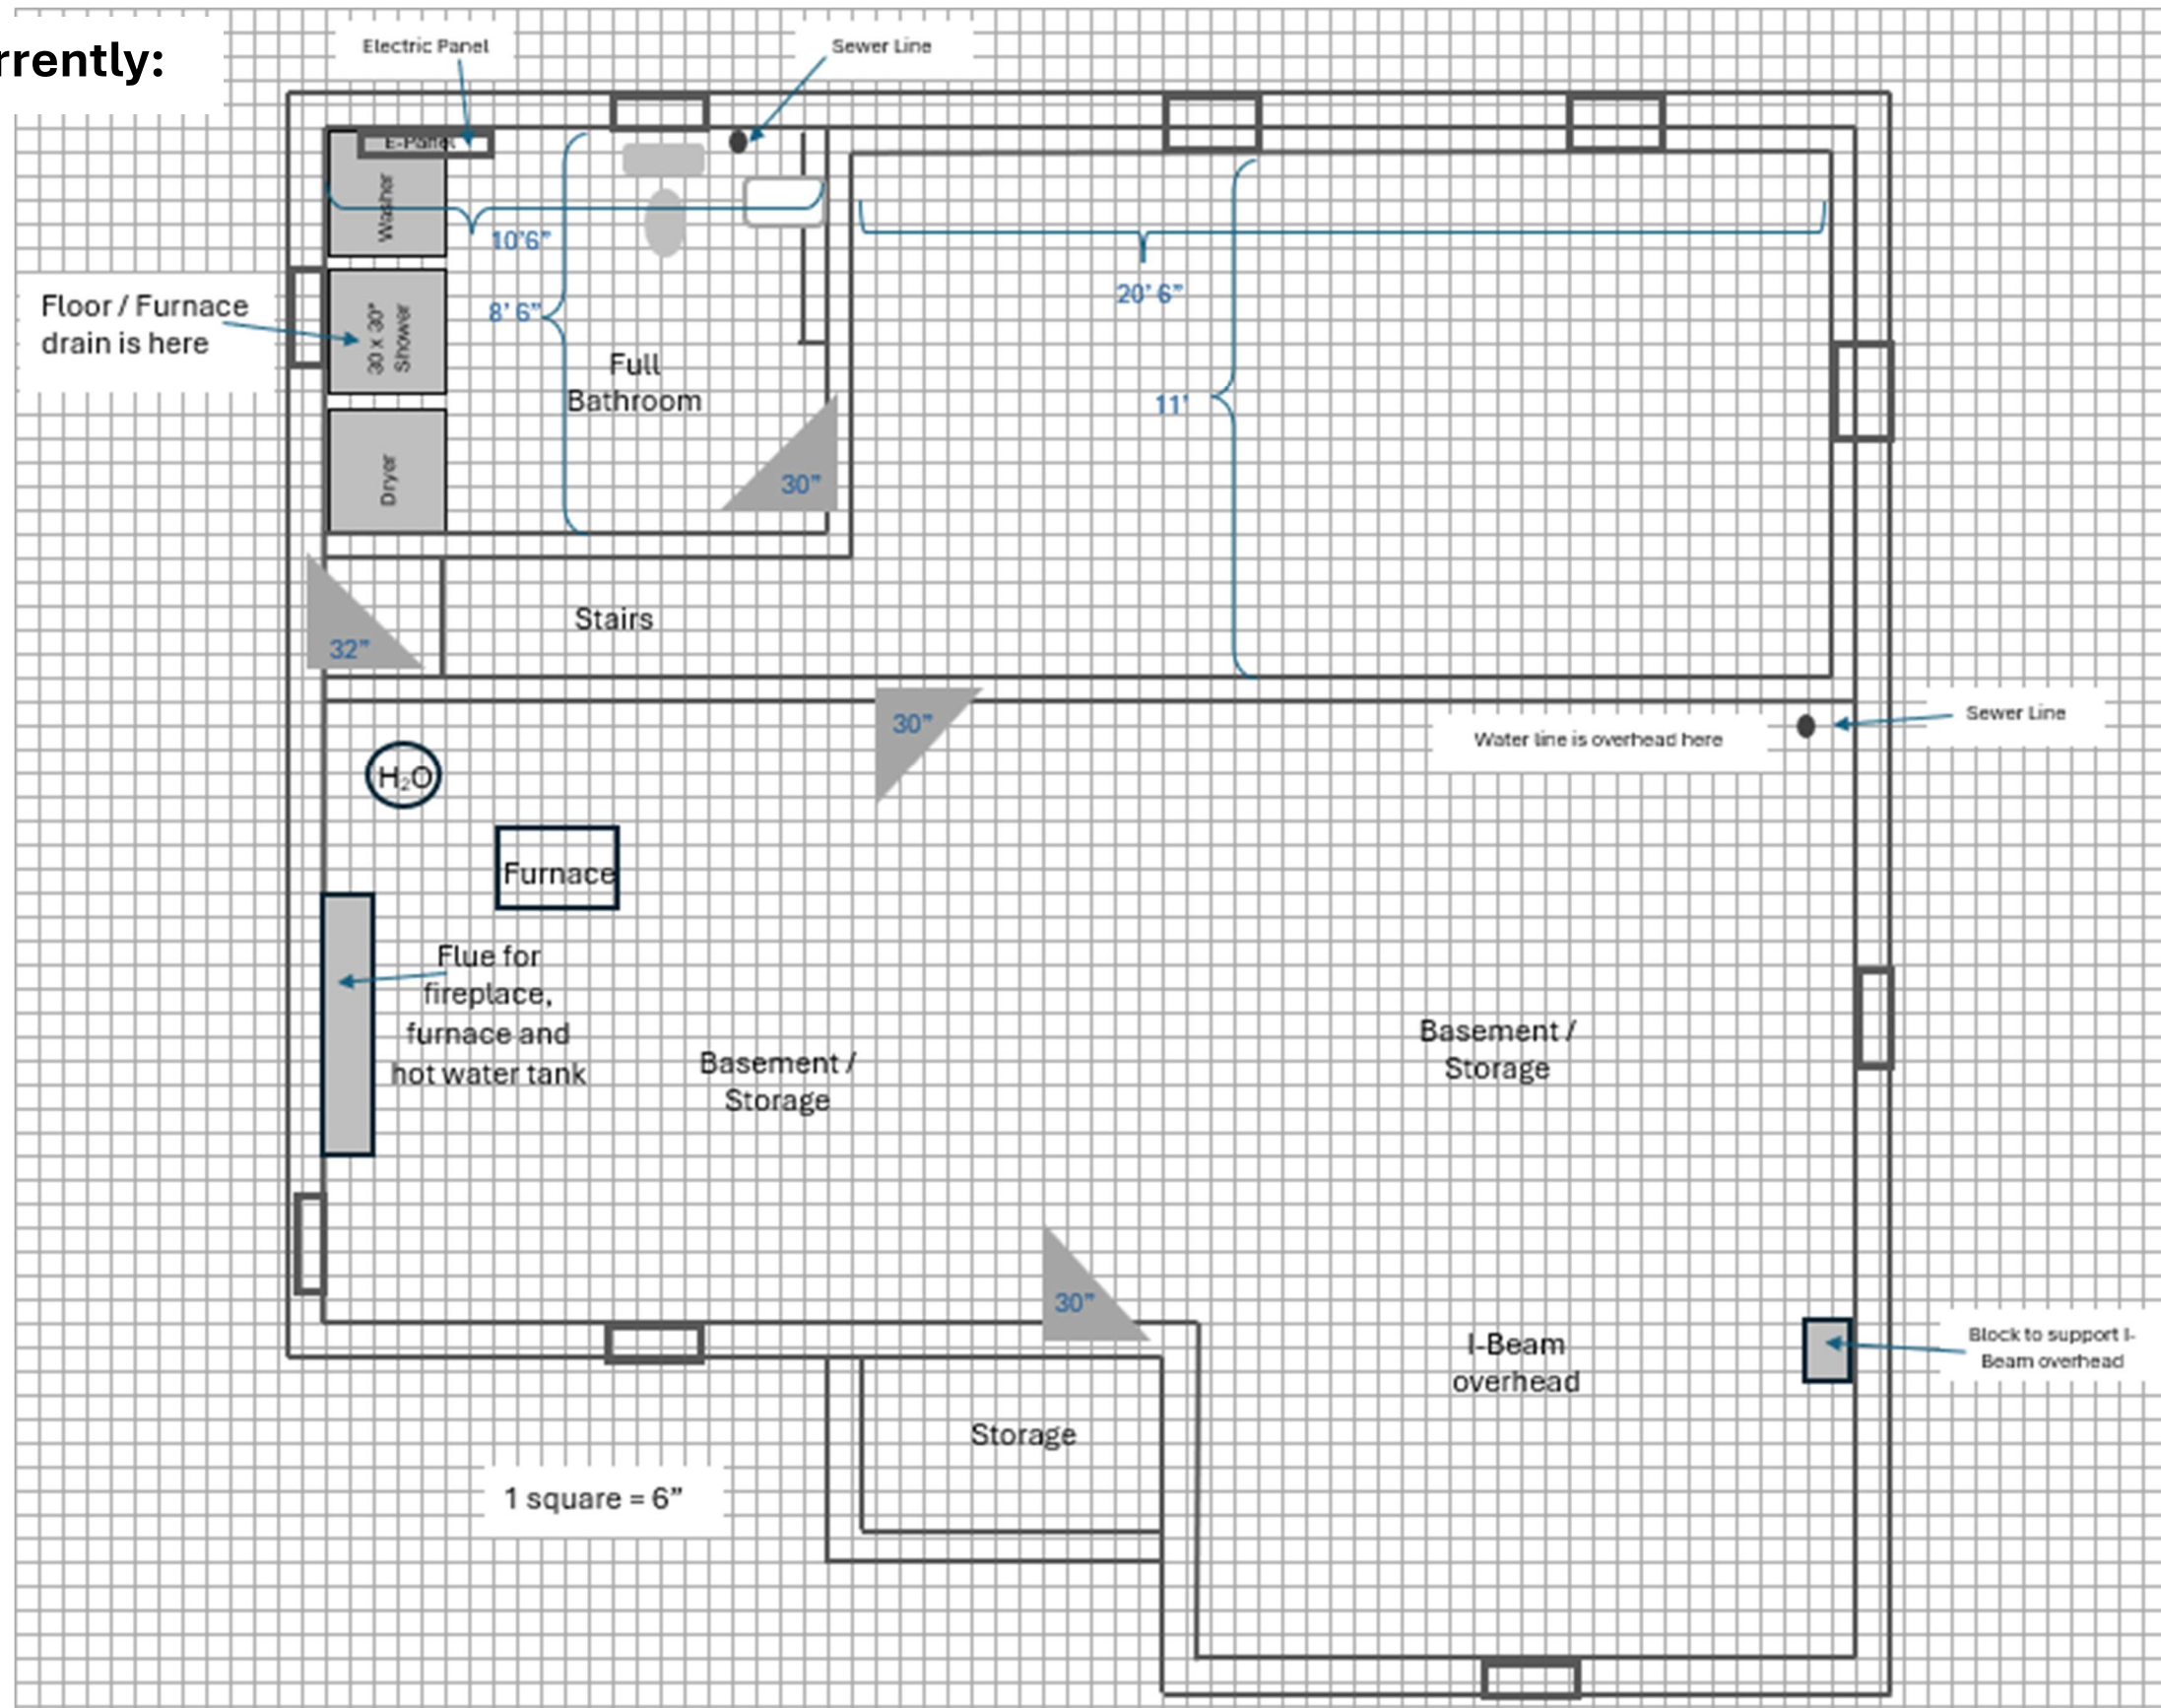 rrently:
Electric Panel
Sewer Line
E-Panel
Washer
10'6"
8' 6"
20' 6"
Floor / Furnace
drain is here
30 x 30"
Shower
Full
Bathroom
11'
Dryer
30"
Stairs
32"
30"
Sewer Line
Water line is overhead here
H₂O
Furnace
Flue for
fireplace,
furnace and
hot water tank
Basement /
Storage
Basement /
Storage
30"
I-Beam
overhead
Block to support I-
Beam overhead
Storage
1 square = 6”